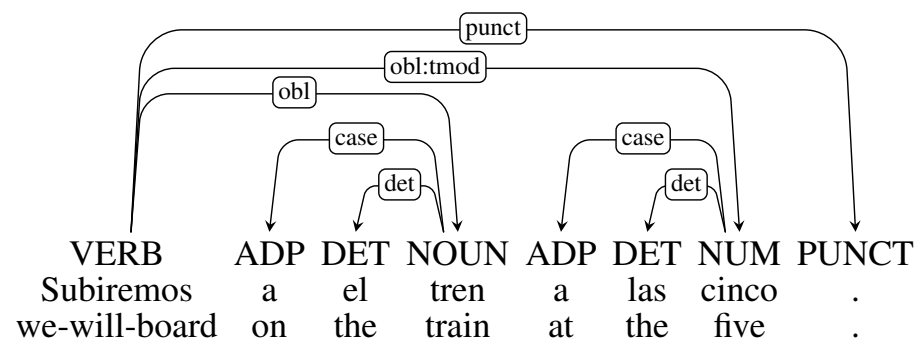 punct
obl:tmod
obl
case case
det det
VERB ADP DET NOUN ADP DET NUM PUNCT
Subiremos a el tren a las cinco .
we-will-board on the train at the five .